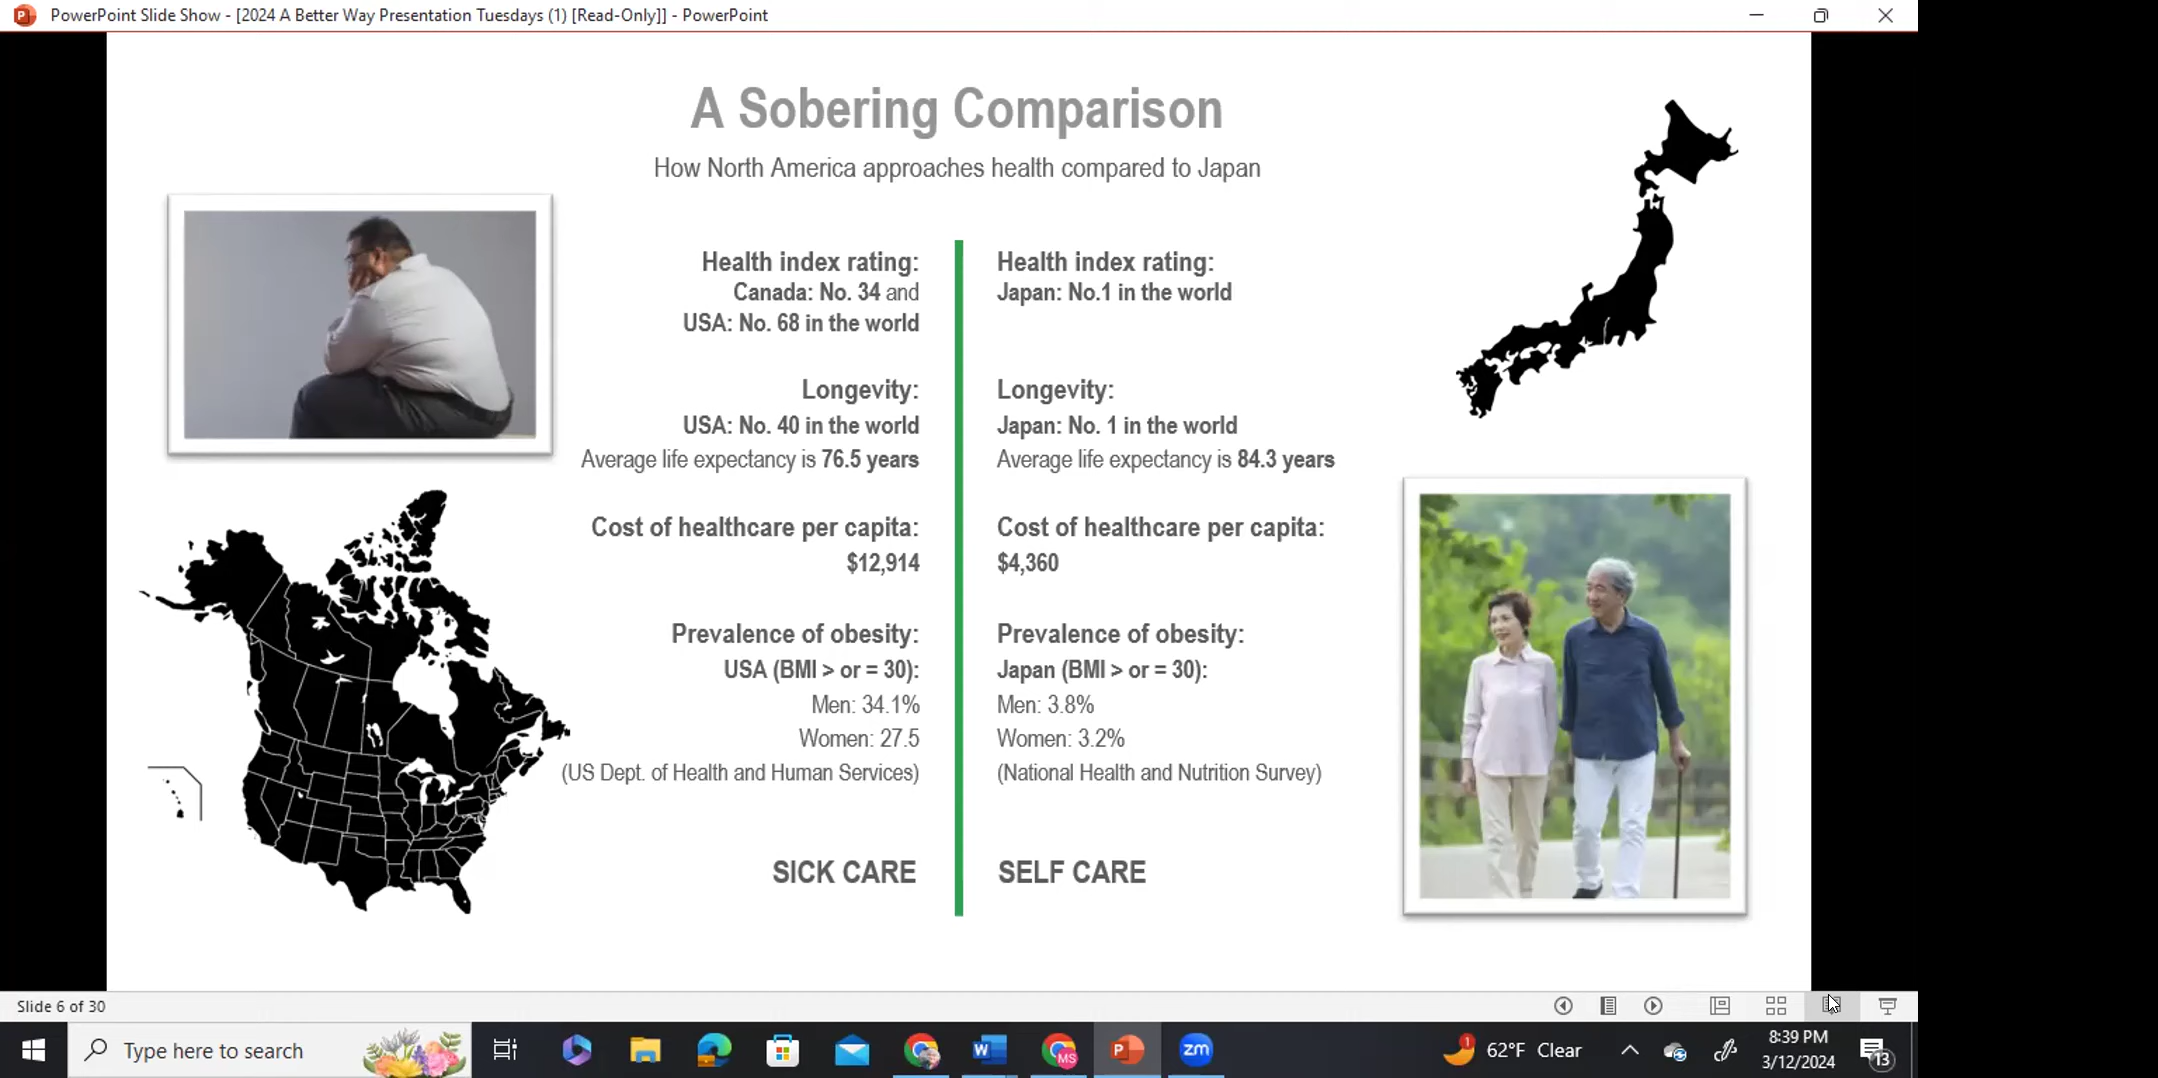 PowerPoint Slide Show - [2024 A Better Way Presentation Tuesdays (1) [Read-Only]] - PowerPoint
A Sobering Comparison
How North America approaches health compared to Japan
Health index rating:
Canada: No. 34 and
USA: No. 68 in the world
Longevity:
USA: No. 40 in the world
Average life expectancy is 76.5 years
Cost of healthcare per capita:
$12,914
Prevalence of obesity:
USA (BMI > or = 30):
Men: 34.1%
Women: 27.5
(US Dept. of Health and Human Services)
SICK CARE
Health index rating:
Japan: No.1 in the world
Longevity:
Japan: No. 1 in the world
Average life expectancy is 84.3 years
Cost of healthcare per capita:
$4,360
Prevalence of obesity:
Japan (BMI > or = 30):
Men: 3.8%
Women: 3.2%
(National Health and Nutrition Survey)
SELF CARE
Slide 6 of 30
Type here to search
W
MS
P
zm
1
62°F Clear
8:39 PM
3/12/2024
13